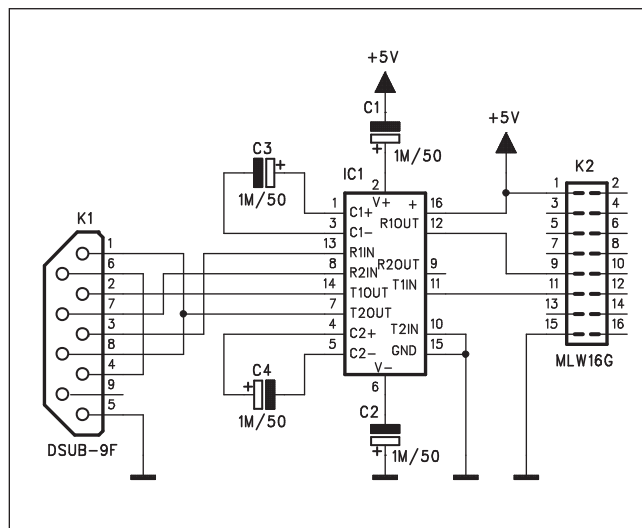 +5V
C1
+
1M/50
+5V
C3
+
1M/50
IC1
K2
2
V+
1 C1+ + 16
3 C1- R1OUT 12
13 R1IN
8 R2IN R2OUT 9
14 T1OUT T1IN 11
7 T2OUT
4 C2+ T2IN 10
5 C2- GND 15
V-
6
K1
1
6
2
7
3
8
4
9
5
DSUB-9F
C4
+
1M/50
C2
+
1M/50
1 2
3 4
5 6
7 8
9 10
11 12
13 14
15 16
MLW16G